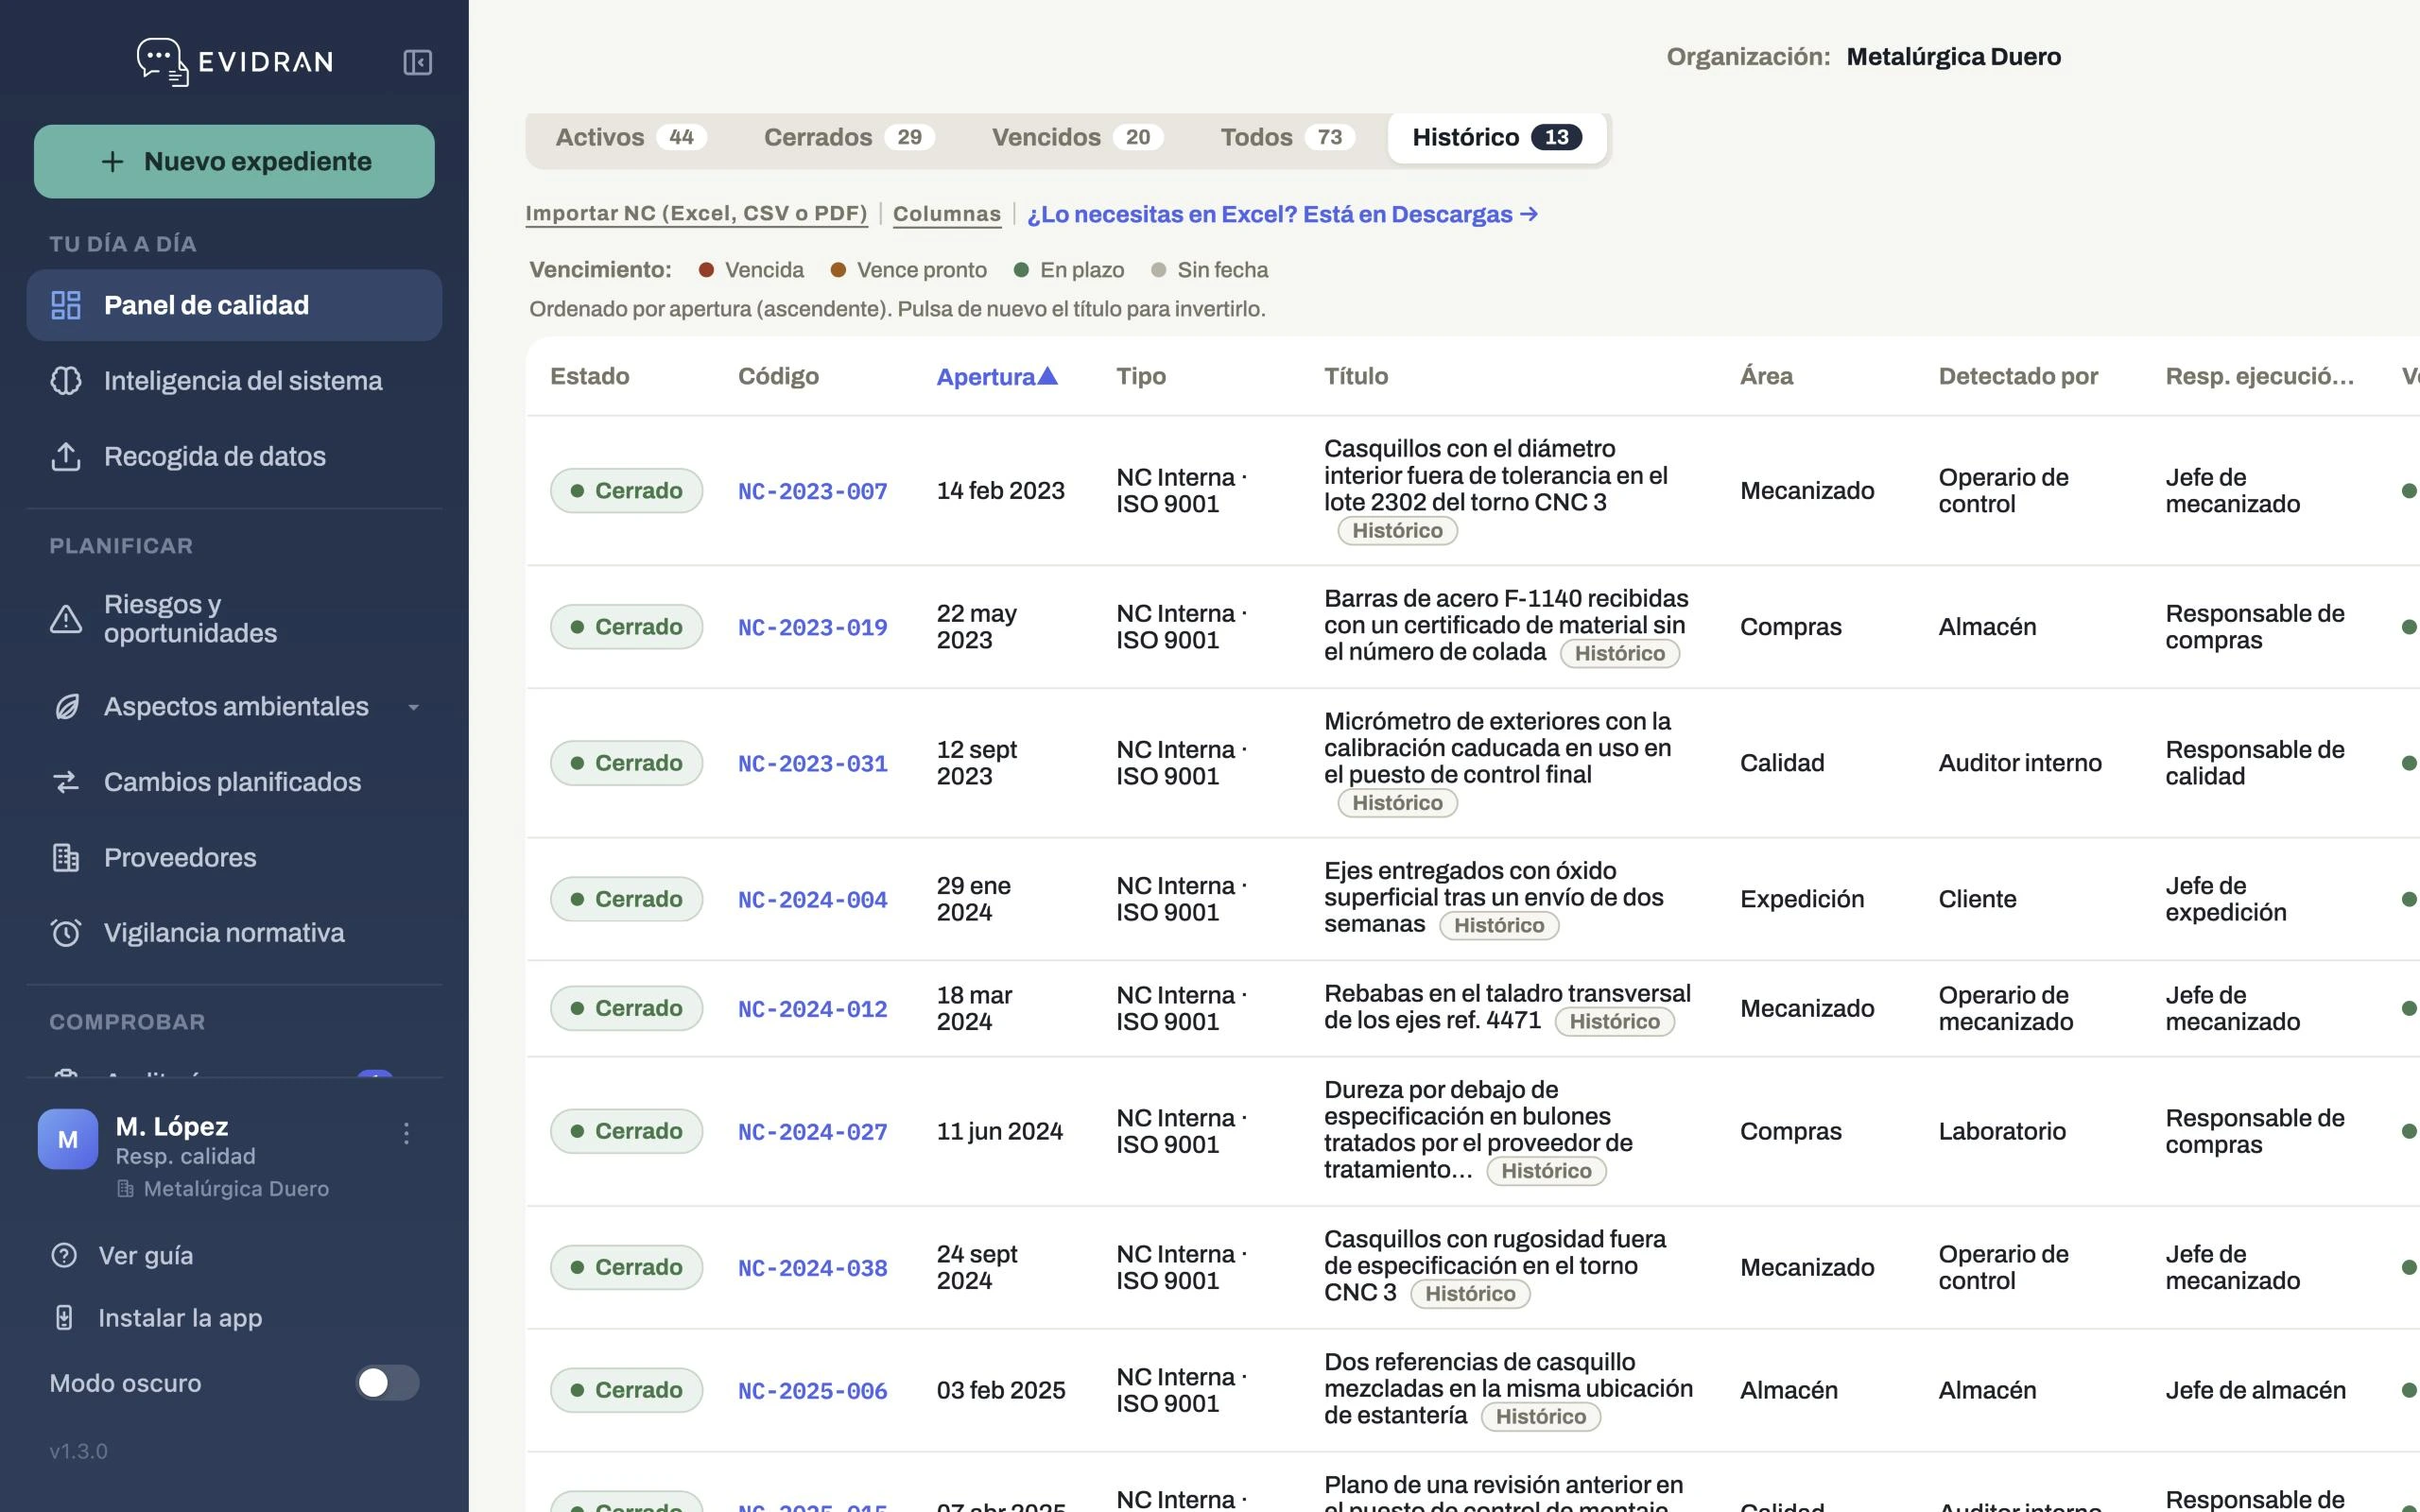 EVIDRAN
Nuevo expediente
TU DÍA A DÍA
Panel de calidad
Inteligencia del sistema
Recogida de datos
PLANIFICAR
Riesgos y
oportunidades
Aspectos ambientales
Cambios planificados
Proveedores
Vigilancia normativa
COMPROBAR
M
M. López
Resp. calidad
Metalúrgica Duero
Ver guía
Instalar la app
Modo oscuro
v1.3.0
Organización: Metalúrgica Duero
Activos 44 Cerrados 29 Vencidos 20 Todos 73 Histórico 13
Importar NC (Excel, CSV o PDF) Columnas ¿Lo necesitas en Excel? Está en Descargas →
Vencimiento: Vencida Vence pronto En plazo Sin fecha
Ordenado por apertura (ascendente). Pulsa de nuevo el título para invertirlo.
Estado Código Apertura▲ Tipo Título Área Detectado por Resp. ejecució…
Cerrado NC-2023-007 14 feb 2023
NC Interna ·
ISO 9001
Casquillos con el diámetro
interior fuera de tolerancia en el
lote 2302 del torno CNC 3
Histórico
Mecanizado
Operario de
control
Jefe de
mecanizado
Cerrado NC-2023-019
22 may
2023
NC Interna ·
ISO 9001
Barras de acero F-1140 recibidas
con un certificado de material sin
el número de colada Histórico
Compras
Almacén
Responsable de
compras
Cerrado NC-2023-031
12 sept
2023
NC Interna ·
ISO 9001
Micrómetro de exteriores con la
calibración caducada en uso en
el puesto de control final
Histórico
Calidad
Auditor interno
Responsable de
calidad
Cerrado NC-2024-004
29 ene
2024
NC Interna ·
ISO 9001
Ejes entregados con óxido
superficial tras un envío de dos
semanas Histórico
Expedición
Cliente
Jefe de
expedición
Cerrado NC-2024-012
18 mar
2024
NC Interna ·
ISO 9001
Rebabas en el taladro transversal
de los ejes ref. 4471 Histórico
Mecanizado
Operario de
mecanizado
Jefe de
mecanizado
Cerrado NC-2024-027 11 jun 2024
NC Interna ·
ISO 9001
Dureza por debajo de
especificación en bulones
tratados por el proveedor de
tratamiento… Histórico
Compras
Laboratorio
Responsable de
compras
Cerrado NC-2024-038
24 sept
2024
NC Interna ·
ISO 9001
Casquillos con rugosidad fuera
de especificación en el torno
CNC 3 Histórico
Mecanizado
Operario de
control
Jefe de
mecanizado
Cerrado NC-2025-006 03 feb 2025
NC Interna ·
ISO 9001
Dos referencias de casquillo
mezcladas en la misma ubicación
de estantería Histórico
Almacén
Almacén
Jefe de almacén
NC Interna ·
Plano de una revisión anterior en
Responsable de